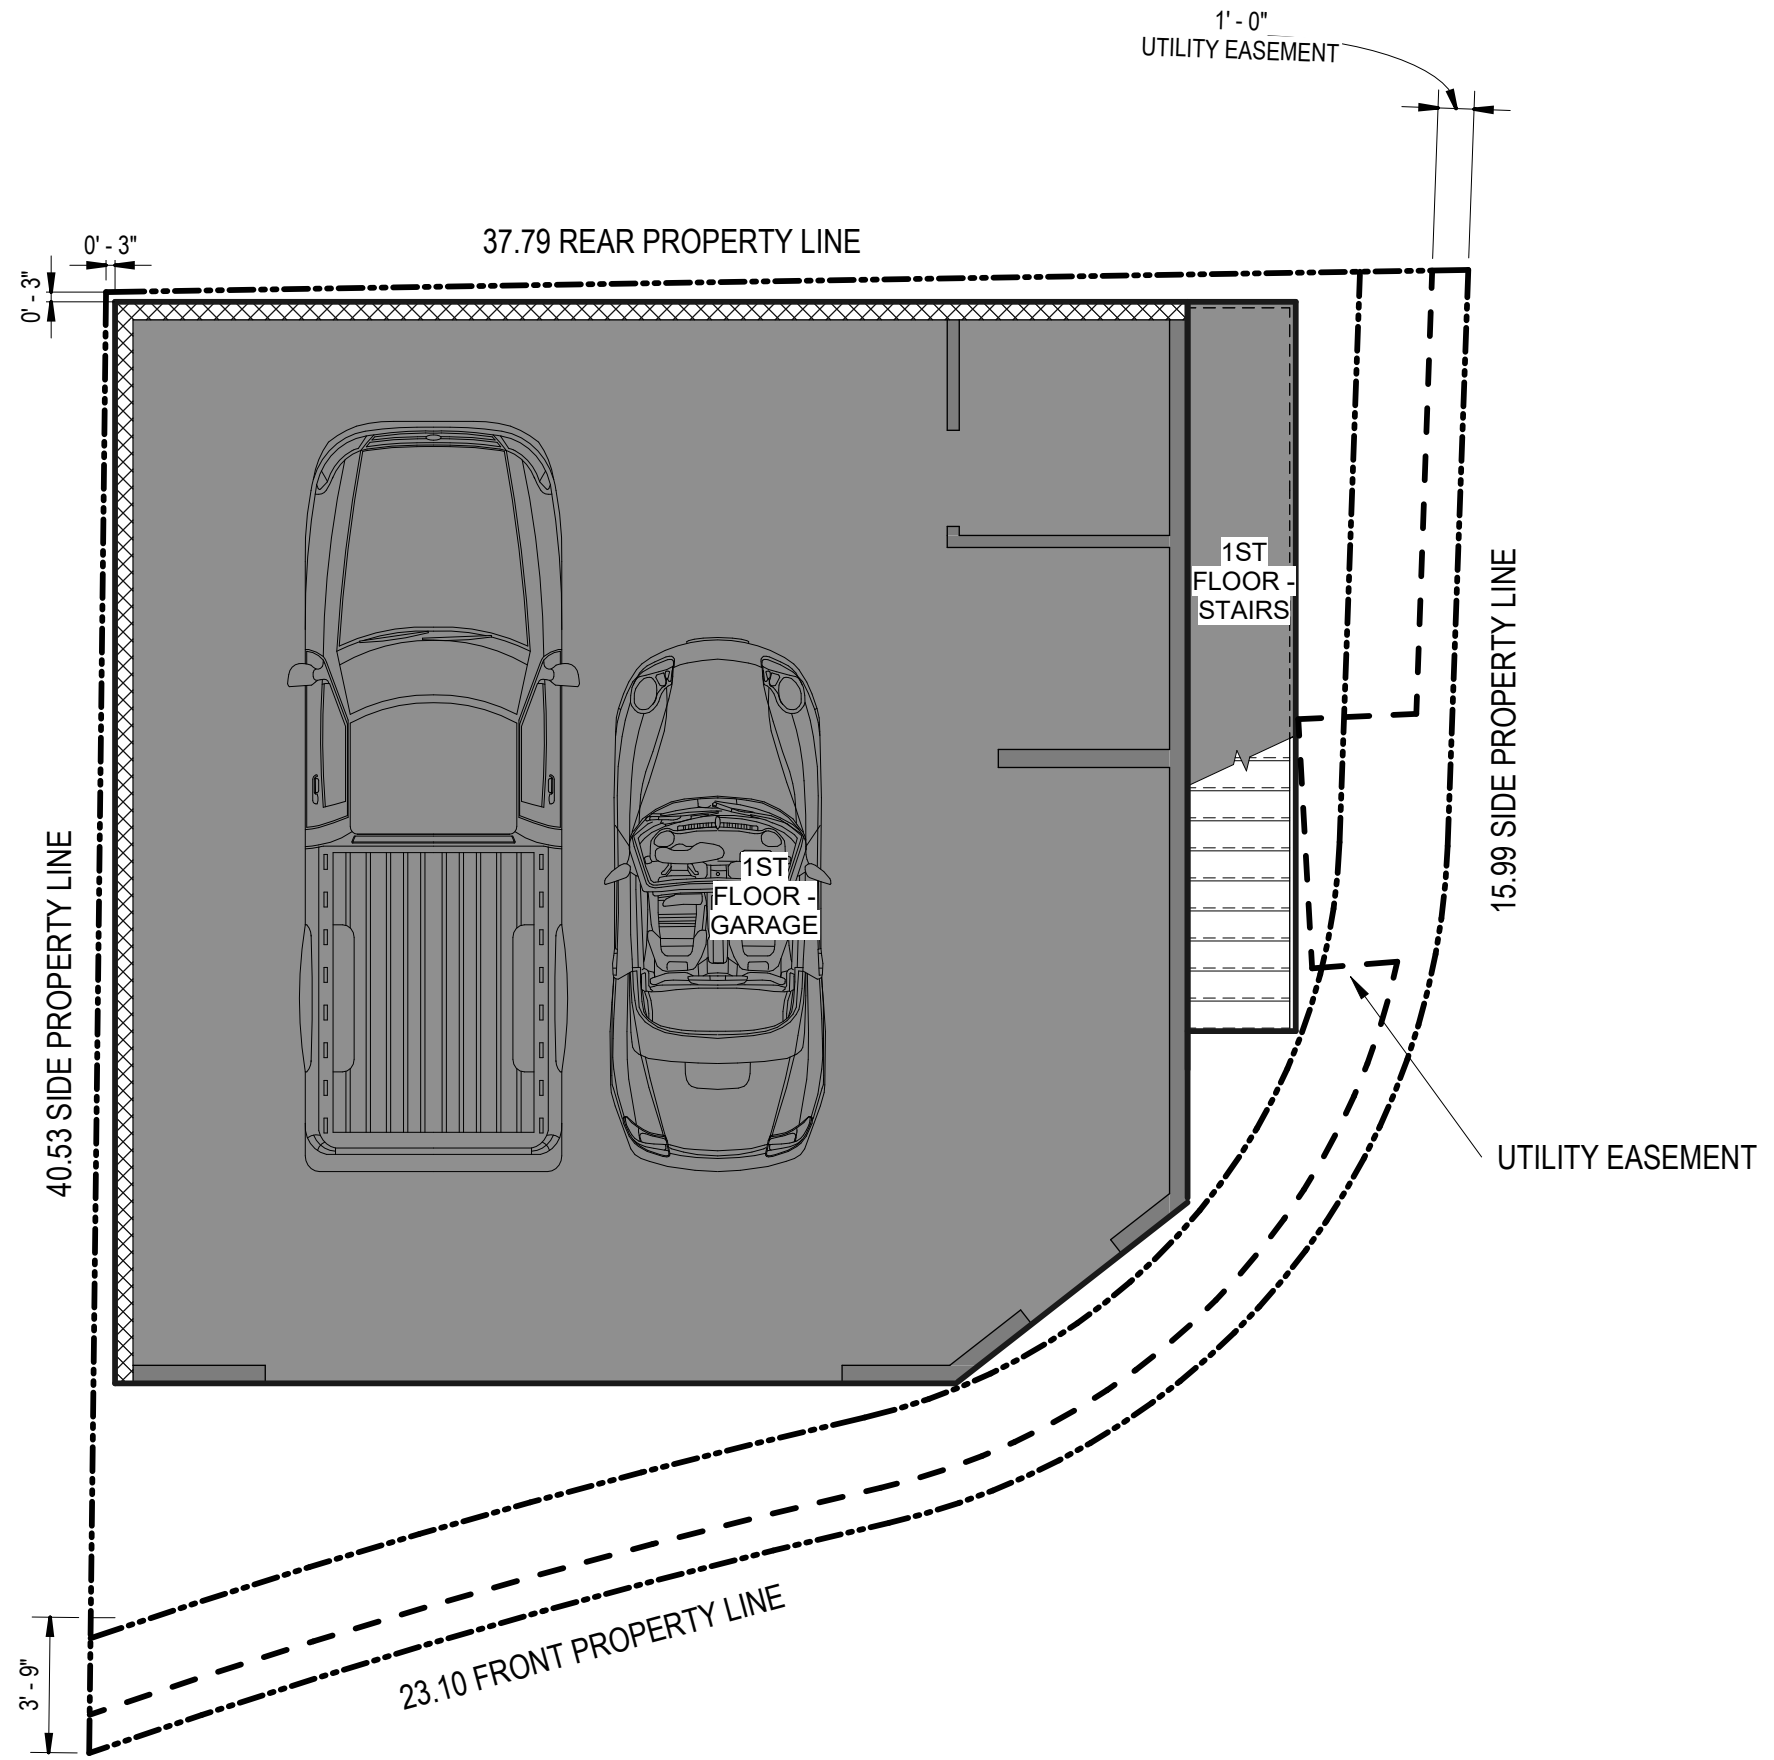 1' - 0"
UTILITY EASEMENT
37.79 REAR PROPERTY LINE
0' - 3"
0' - 3"
1ST
FLOOR -
STAIRS
15.99 SIDE PROPERTY LINE
40.53 SIDE PROPERTY LINE
1ST
FLOOR -
GARAGE
UTILITY EASEMENT
23.10 FRONT PROPERTY LINE
3' - 9"